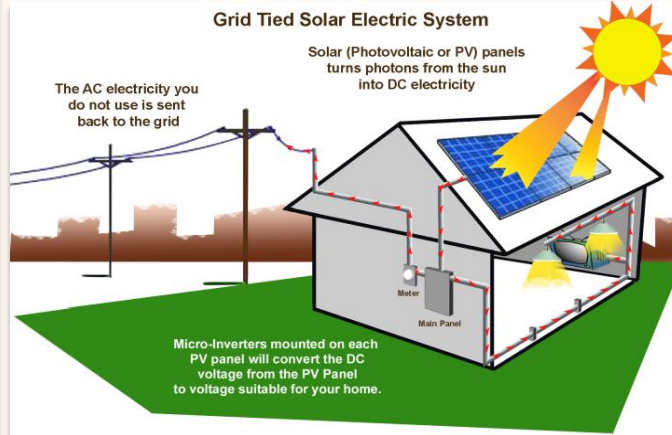 Grid Tied Solar Electric System
Solar (Photovoltaic or PV) panels
turns photons from the sun
into DC electricity
The AC electricity you
do not use is sent
back to the grid
Meter
Main Panel
Micro-Inverters mounted on each
PV panel will convert the DC
voltage from the PV Panel
to voltage suitable for your home.